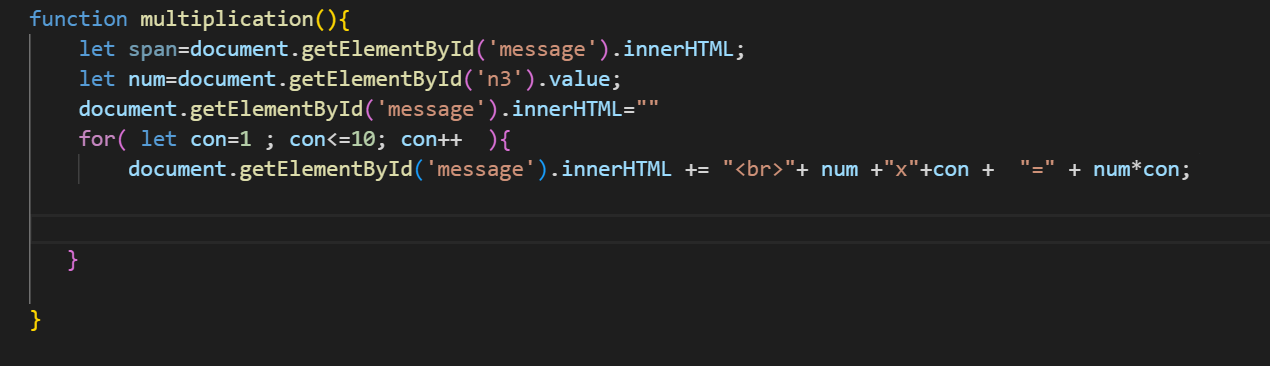 function multiplication(){
    let span=document.getElementById('message').innerHTML;
    let num=document.getElementById('n3').value;
    document.getElementById('message').innerHTML=""
    for( let con=1 ; con<=10; con++  ){
        document.getElementById('message').innerHTML += "<br>"+ num +"x"+con +  "=" + num*con;
   }
}